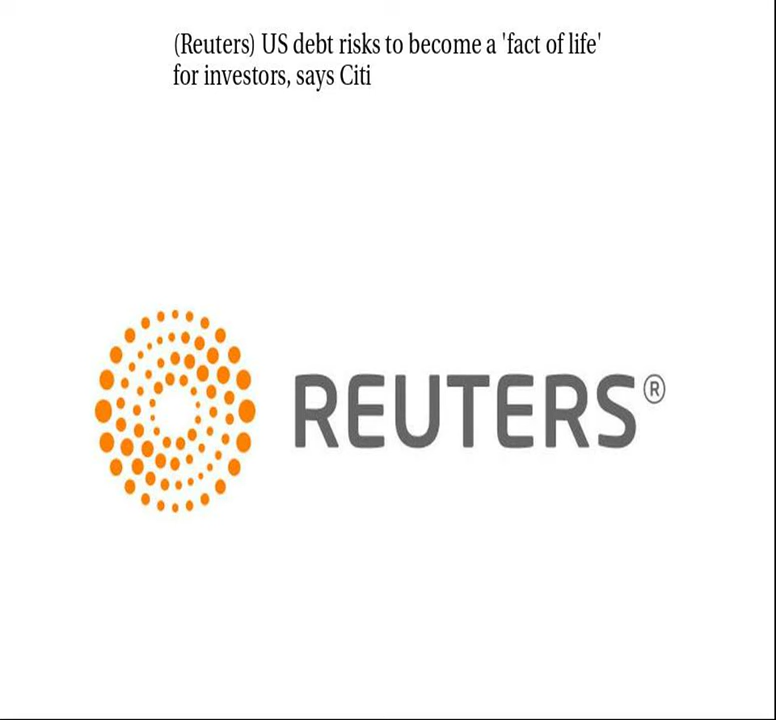 (Reuters) US debt risks to become a 'fact of life'
for investors, says Citi
REUTERS®